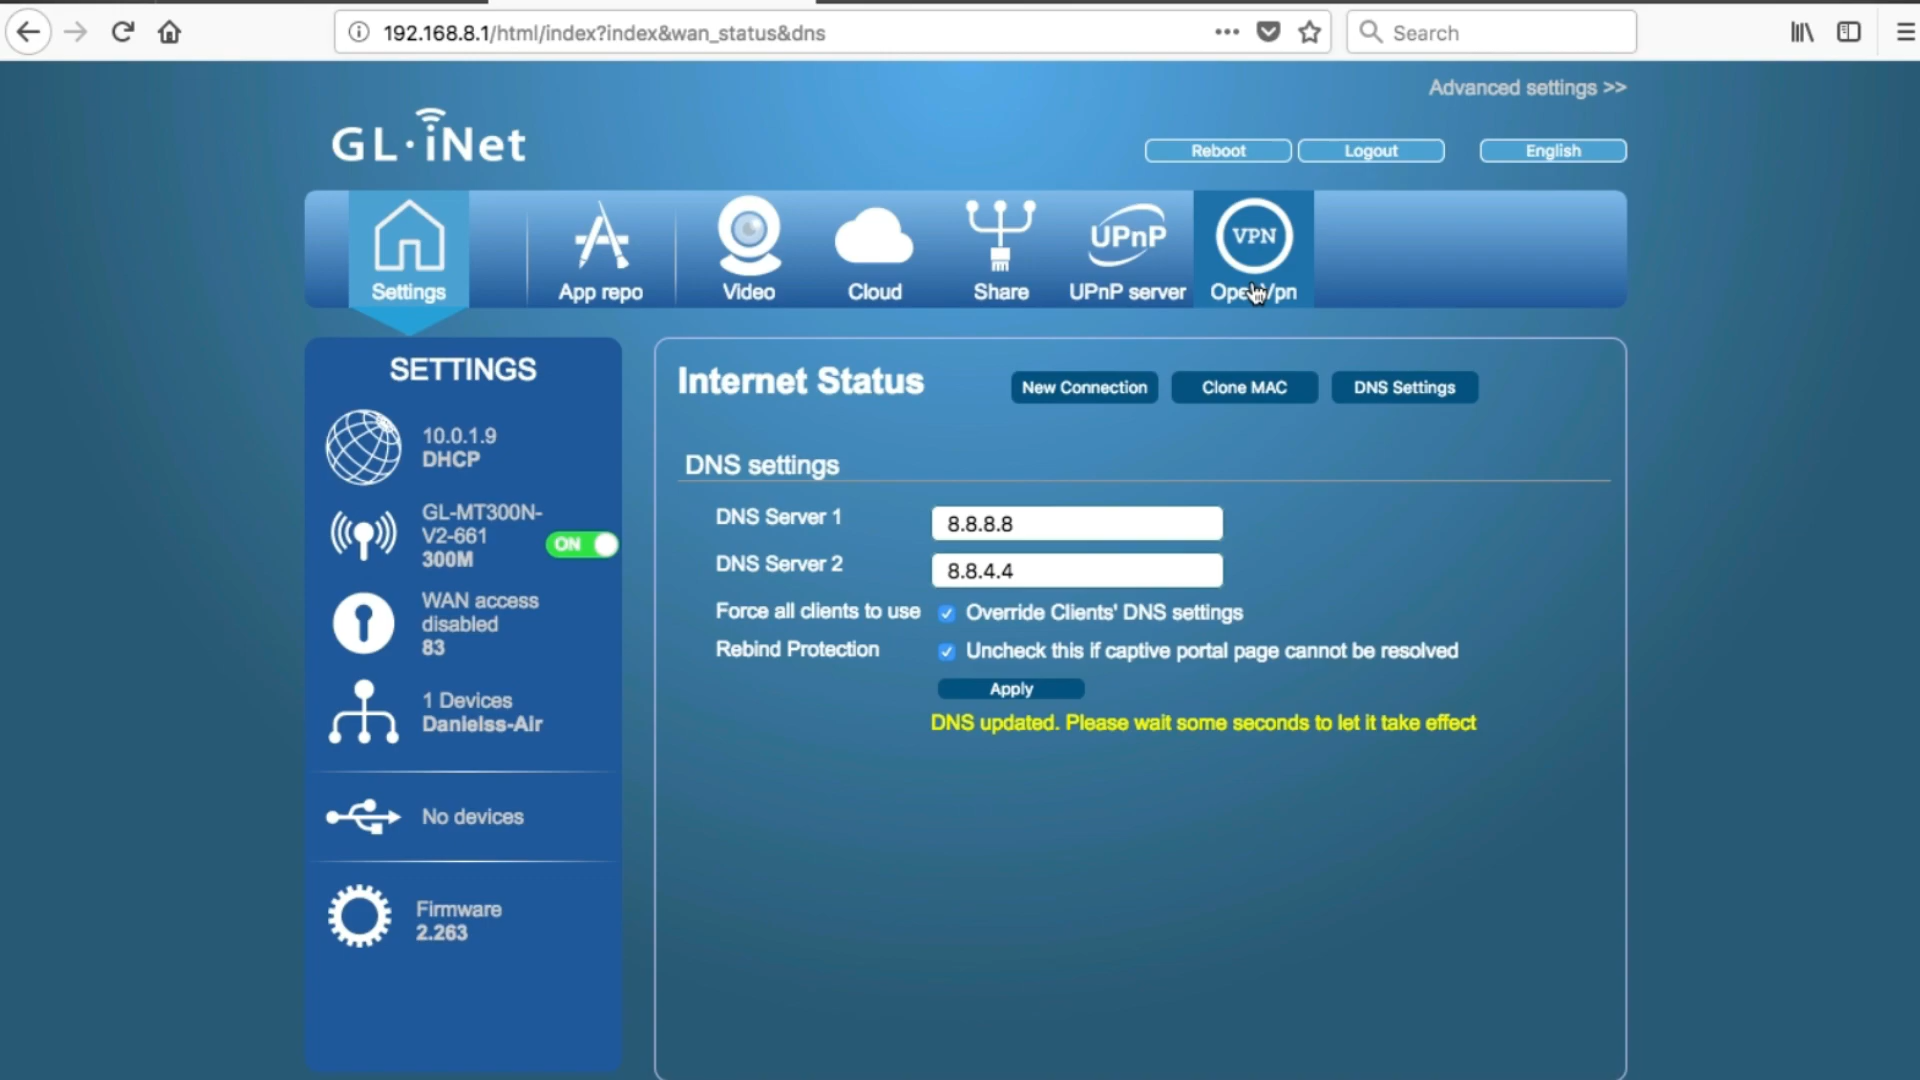 192.168.8.1/html/index?index&wan_status&dns
Search
Advanced settings >>
GL·iNet
Reboot
Logout
English
Settings
App repo
Video
Cloud
Share
UPnP
UPnP server
VPN
SETTINGS
10.0.1.9
DHCP
GL-MT300N-
V2-661
300M
ON
WAN access
disabled
83
1 Devices
Danielss-Air
No devices
Firmware
2.263
Internet Status
New Connection
Clone MAC
DNS Settings
DNS settings
DNS Server 1
8.8.8.8
DNS Server 2
8.8.4.4
Force all clients to use
Override Clients' DNS settings
Rebind Protection
Uncheck this if captive portal page cannot be resolved
Apply
DNS updated. Please wait some seconds to let it take effect